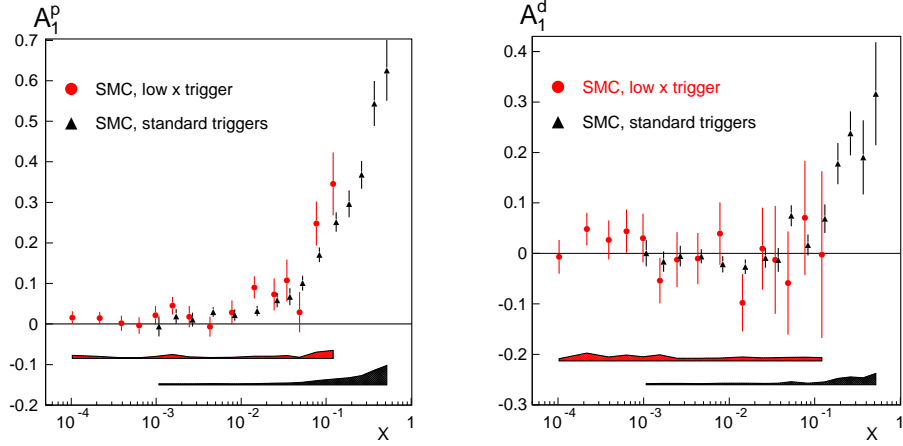 A₁ᵖ
0.7
0.6
SMC, low x trigger
0.5
SMC, standard triggers
0.4
0.3
0.2
0.1
0
-0.1
-0.2
10⁻⁴ 10⁻³ 10⁻² 10⁻¹ 1
X
A₁ᵈ
0.4
SMC, low x trigger
0.3
SMC, standard triggers
0.2
0.1
0
-0.1
-0.2
-0.3
10⁻⁴ 10⁻³ 10⁻² 10⁻¹ 1
X